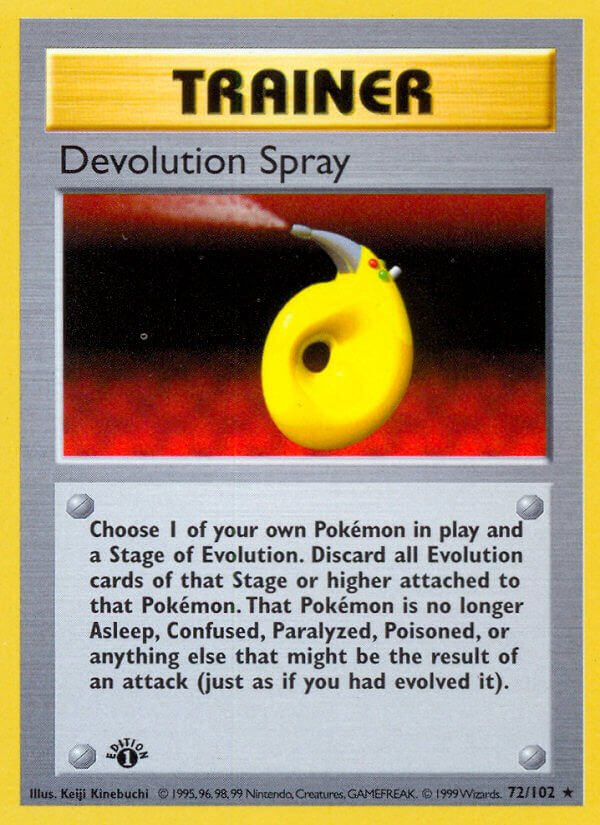 TRAINER
Devolution Spray
Choose 1 of your own Pokémon in play and
a Stage of Evolution. Discard all Evolution
cards of that Stage or higher attached to
that Pokémon. That Pokémon is no longer
Asleep, Confused, Paralyzed, Poisoned, or
anything else that might be the result of
an attack (just as if you had evolved it).
EDITION
1
Illus. Keiji Kinebuchi © 1995, 96, 98, 99 Nintendo, Creatures, GAMEFREAK. © 1999 Wizards. 72/102 ★